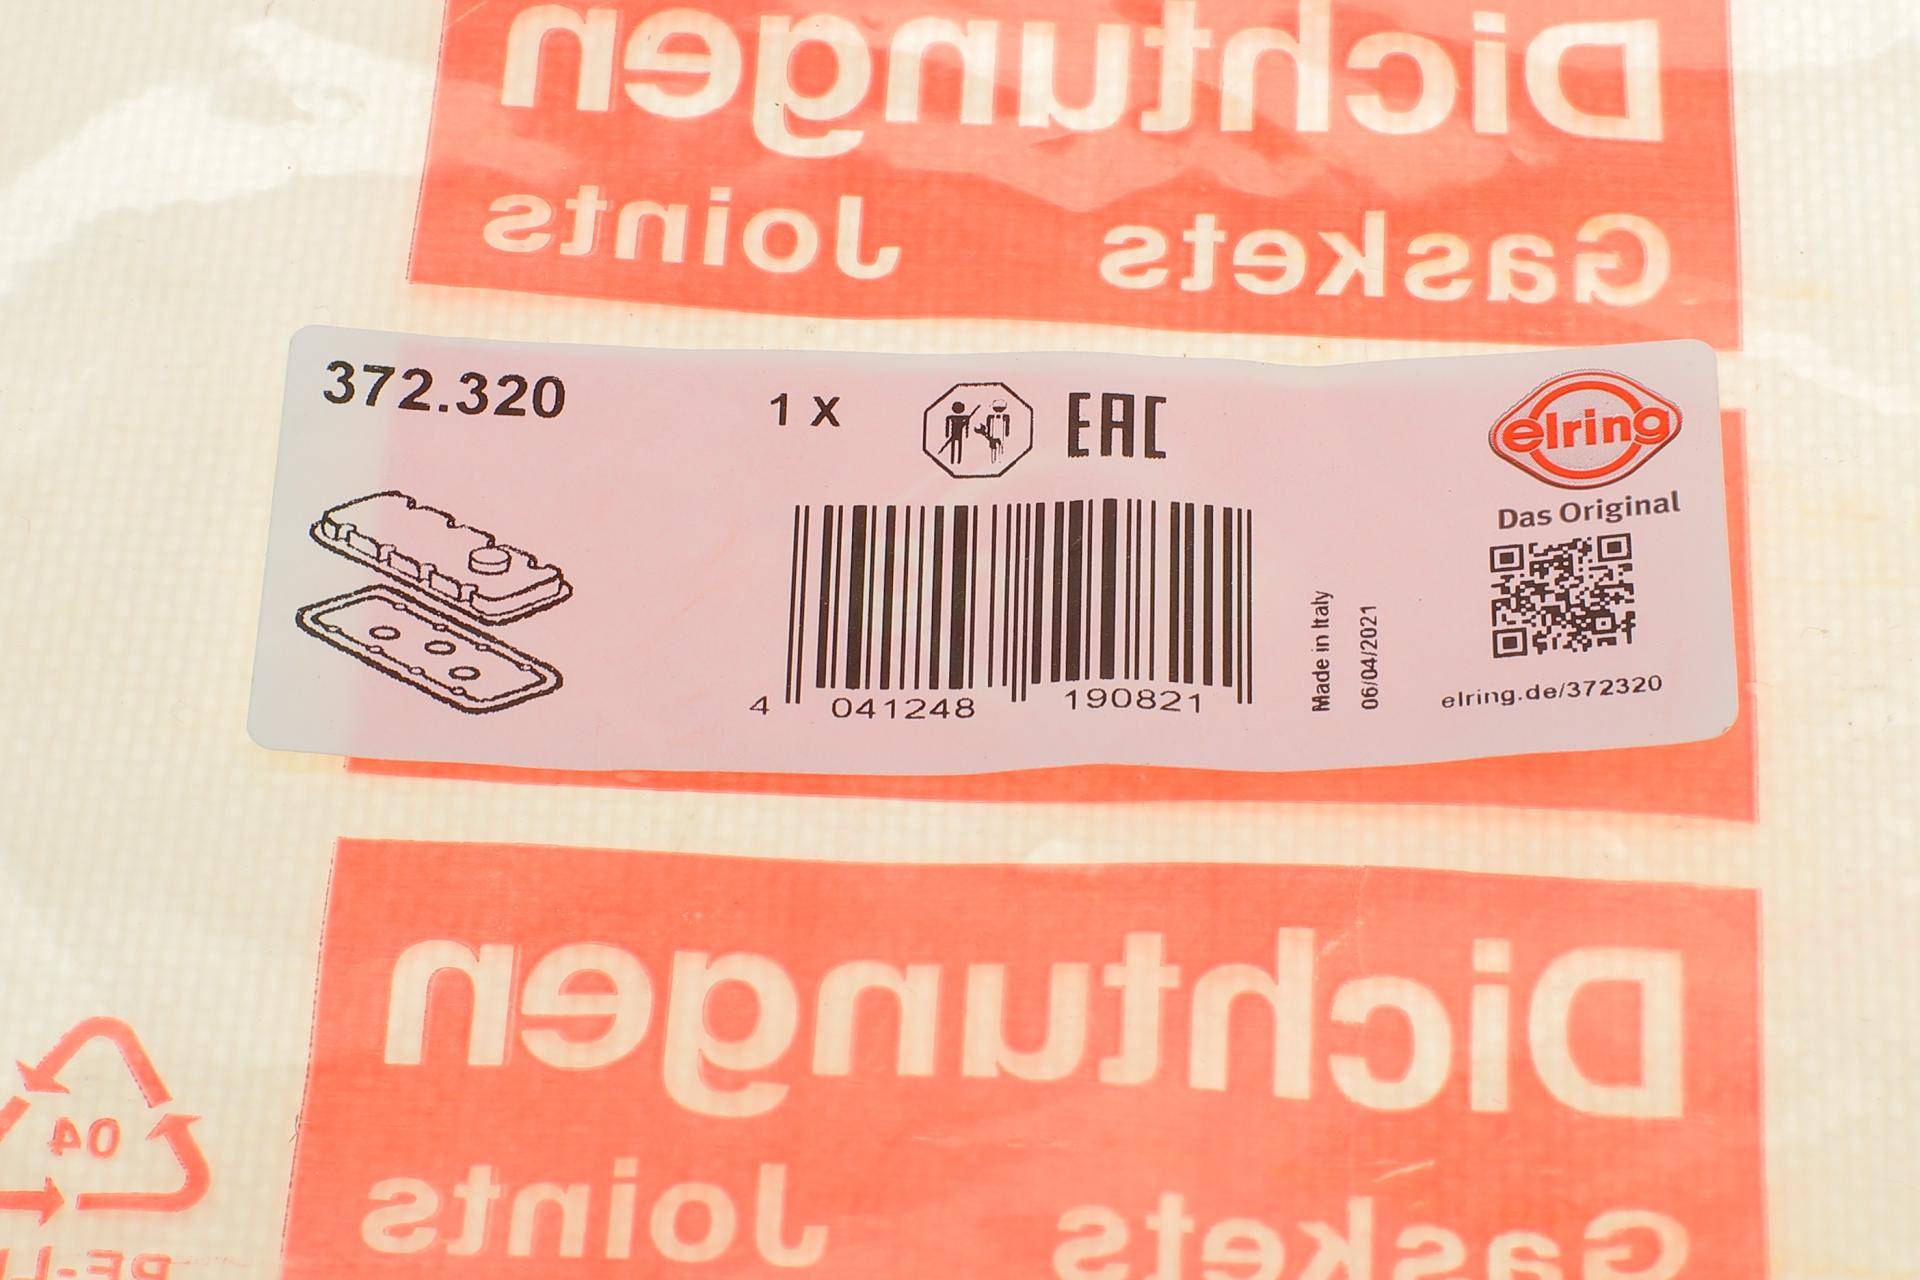 Dichtungen
Gaskets Joints
372.320
1 X
EAC
elring
Das Original
Made in Italy
06/04/2021
elring.de/372320
4 041248 190821
Dichtungen
Gaskets Joints
04